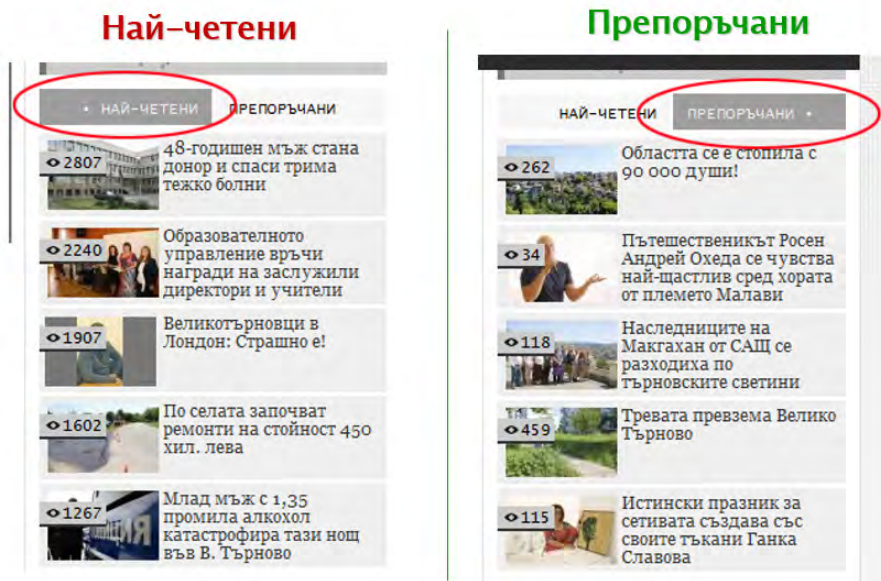 Най-четени
• НАЙ-ЧЕТЕНИ ПРЕПОРЪЧАНИ
2807
48-годишен мъж стана
донор и спаси трима
тежко болни
2240
Образователното
управление връчи
награди на заслужили
директори и учители
1907
Великотърновци в
Лондон: Страшно е!
1602
По селата започват
ремонти на стойност 450
хил. лева
1267
Млад мъж с 1,35
промила алкохол
катастрофира тази нощ
във В. Търново
Препоръчани
НАЙ-ЧЕТЕНИ ПРЕПОРЪЧАНИ •
262
Областта се е стопила с
90 000 души!
34
Пътешественикът Росен
Андрей Охеда се чувства
най-щастлив сред хората
от племето Малави
118
Наследниците на
Макгахан от САЩ се
разходиха по
търновските светини
459
Тревата превзема Велико
Търново
115
Истински празник за
сетивата създава със
своите тъкани Ганка
Славова